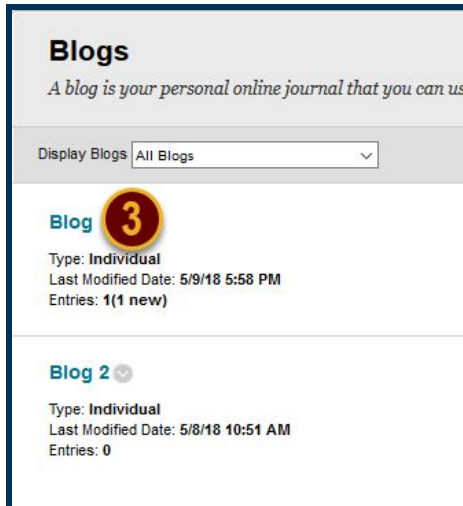 Blogs
A blog is your personal online journal that you can us
Display Blogs All Blogs
Blog 3
Type: Individual
Last Modified Date: 5/9/18 5:58 PM
Entries: 1(1 new)
Blog 2
Type: Individual
Last Modified Date: 5/8/18 10:51 AM
Entries: 0